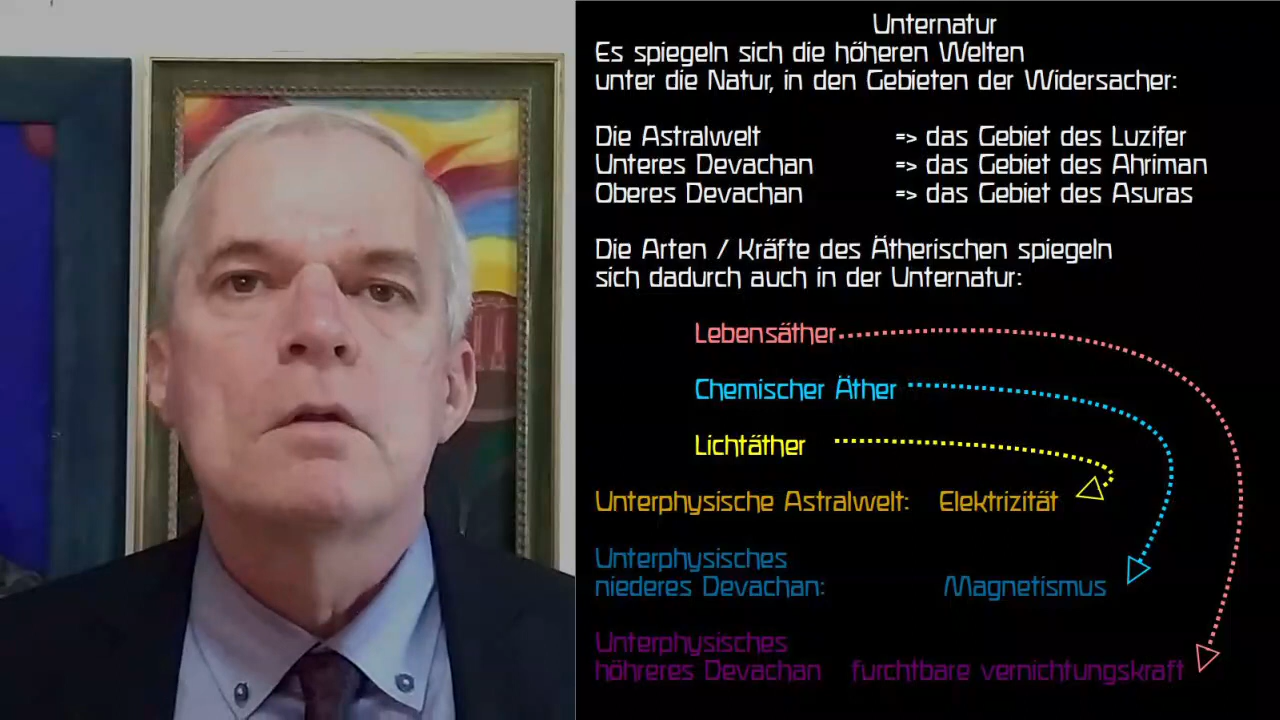 Unternatur
Es spiegeln sich die höheren Welten
unter die Natur, in den Gebieten der Widersacher:
Die Astralwelt => das Gebiet des Luzifer
Unteres Devachan => das Gebiet des Ahriman
Oberes Devachan => das Gebiet des Asuras
Die Arten / Kräfte des Ätherischen spiegeln
sich dadurch auch in der Unternatur:
Lebensäther
Chemischer Äther
Lichtäther
Unterphysische Astralwelt: Elektrizität
Unterphysisches
niederes Devachan: Magnetismus
Unterphysisches
höhreres Devachan furchtbare vernichtungskraft